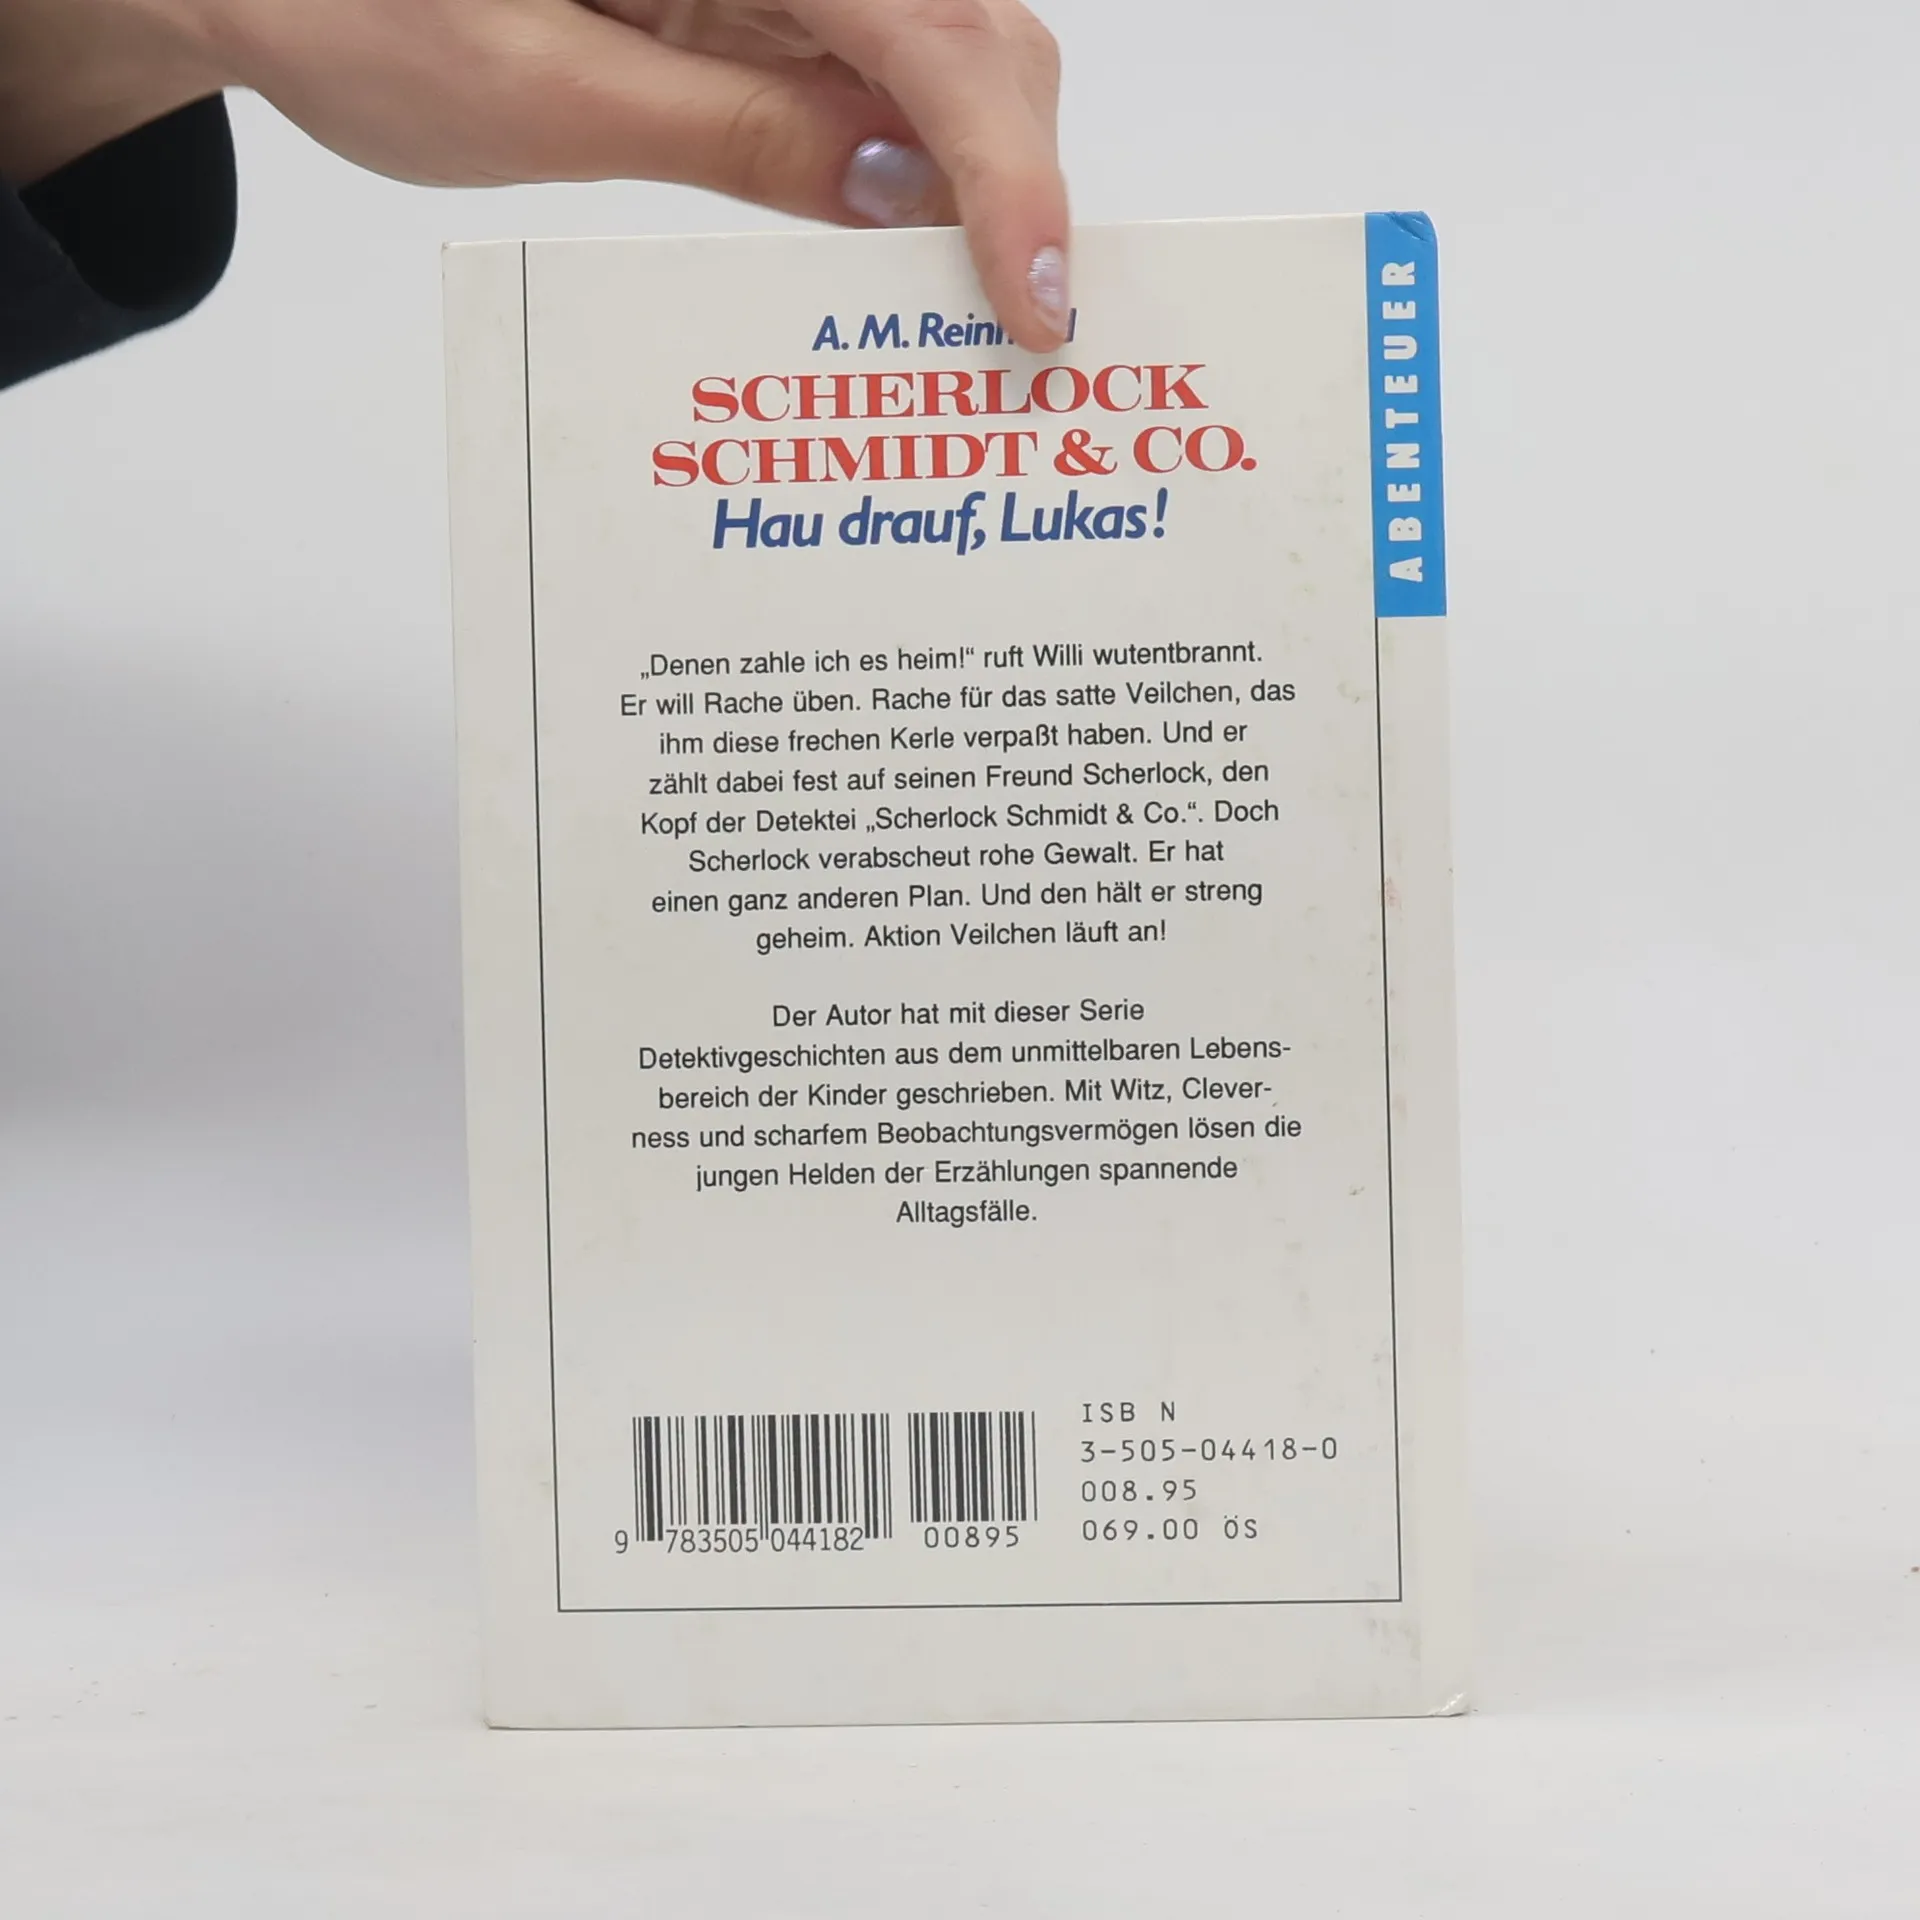 A. M.
SCHERLOCK
SCHMIDT & CO.
Hau drauf, Lukas!
ABENTEUER
„Denen zahle ich es heim!“ ruft Willi wutentbrannt.
Er will Rache üben. Rache für das satte Veilchen, das
ihm diese frechen Kerle verpaßt haben. Und er
zählt dabei fest auf seinen Freund Scherlock, den
Kopf der Detektei „Scherlock Schmidt & Co.“. Doch
Scherlock verabscheut rohe Gewalt. Er hat
einen ganz anderen Plan. Und den hält er streng
geheim. Aktion Veilchen läuft an!
Der Autor hat mit dieser Serie
Detektivgeschichten aus dem unmittelbaren Lebens-
bereich der Kinder geschrieben. Mit Witz, Clever-
ness und scharfem Beobachtungsvermögen lösen die
jungen Helden der Erzählungen spannende
Alltagsfälle.
ISB N
3-505-04418-0
008.95
069.00 ÖS
9 783505 044182 00895